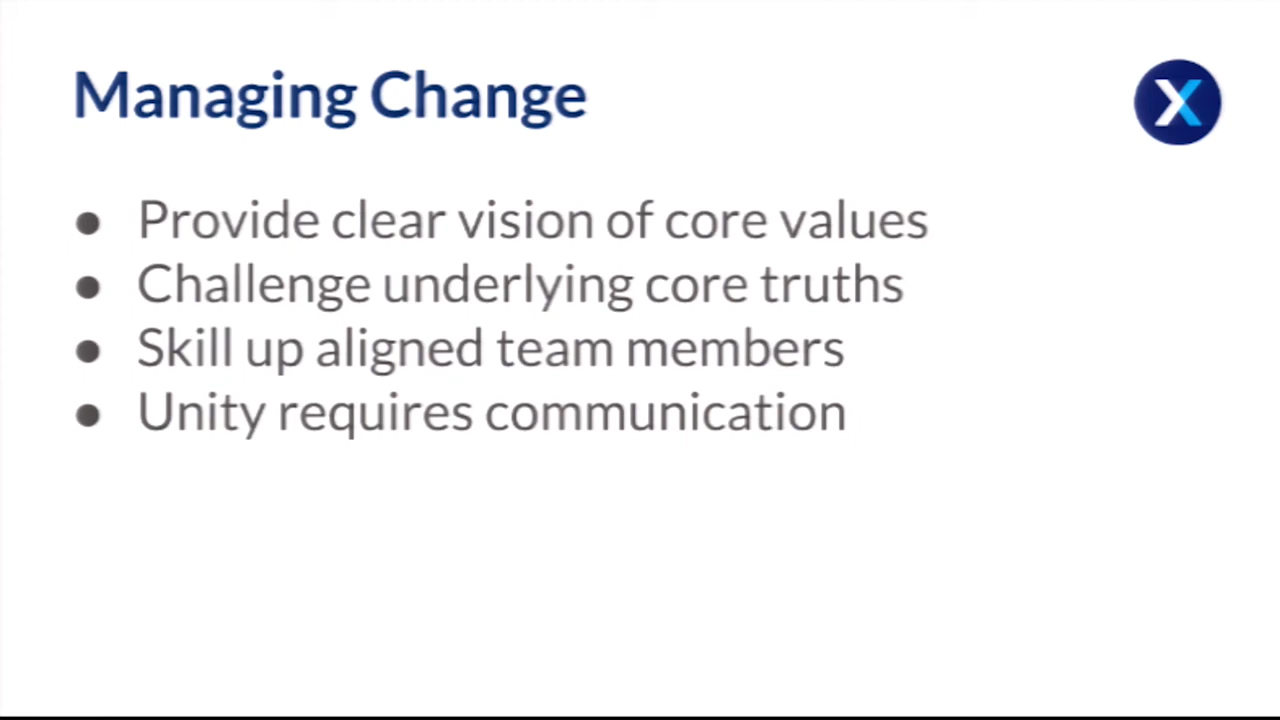 Managing Change
X
● Provide clear vision of core values
● Challenge underlying core truths
● Skill up aligned team members
● Unity requires communication